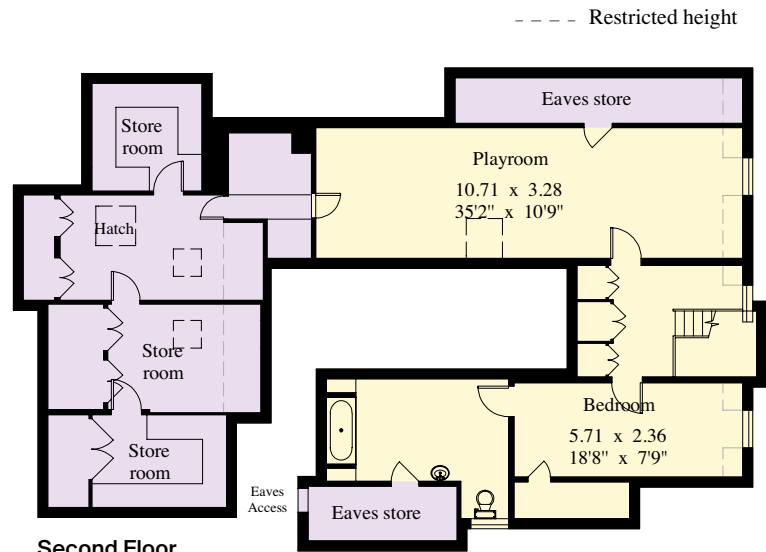 Restricted height
Eaves store
Store
room
Playroom
10.71 x 3.28
35'2" x 10'9"
Hatch
Store
room
Bedroom
5.71 x 2.36
18'8" x 7'9"
Store
room
Eaves
Access
Eaves store
Second Floor